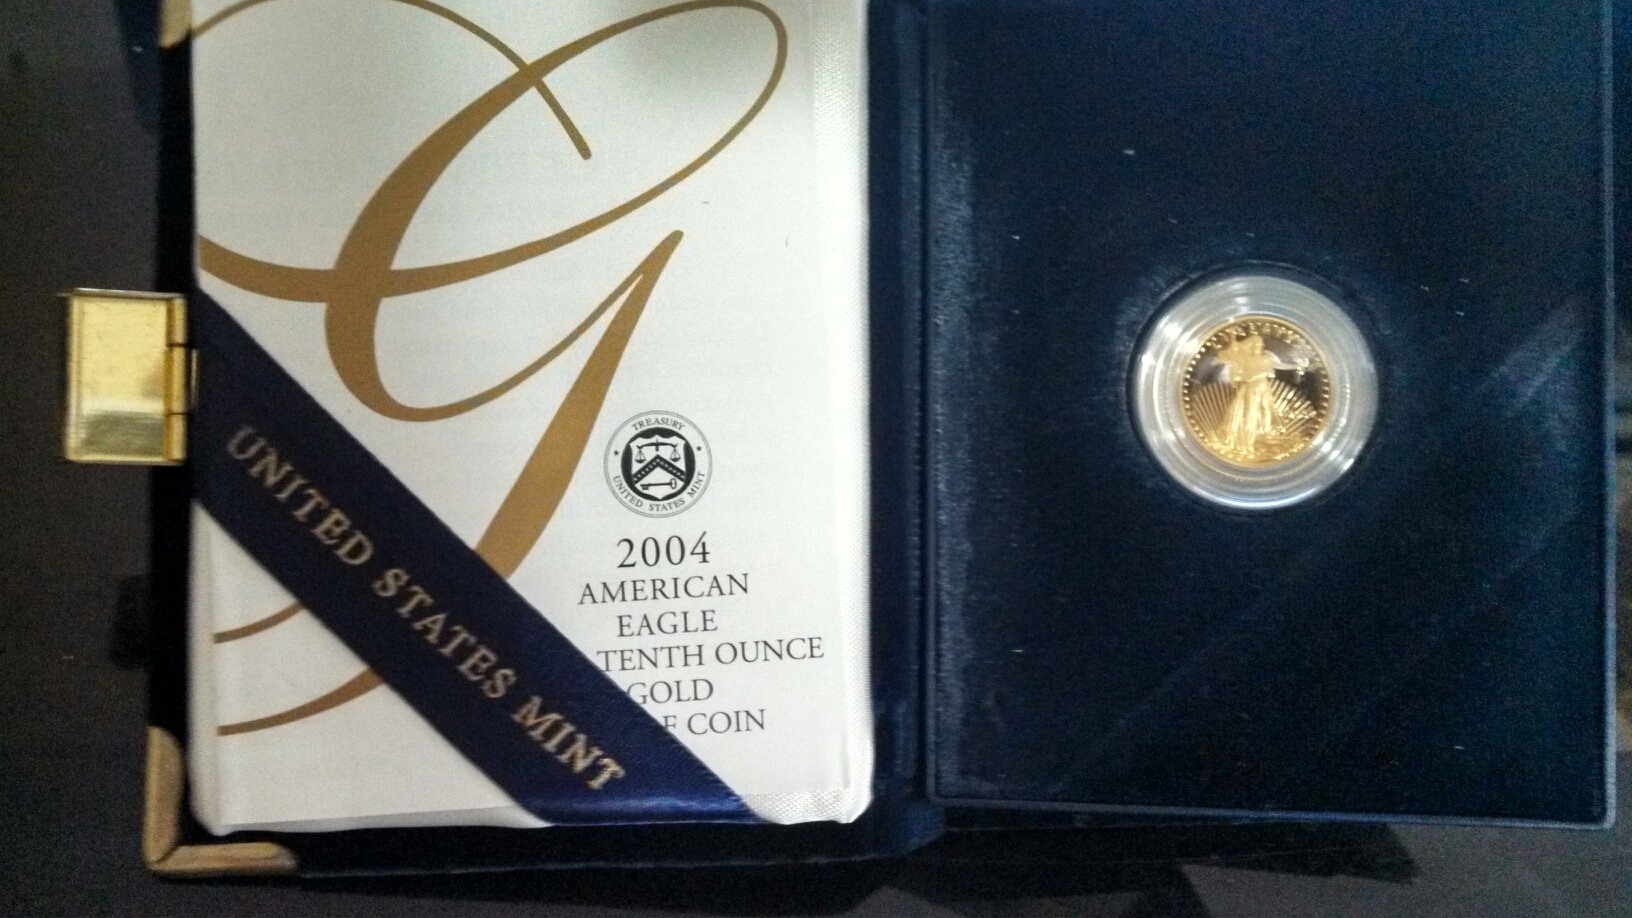 TREASURY
UNITED STATES MINT
2004
AMERICAN
EAGLE
TENTH OUNCE
GOLD
F COIN
UNITED STATES MINT